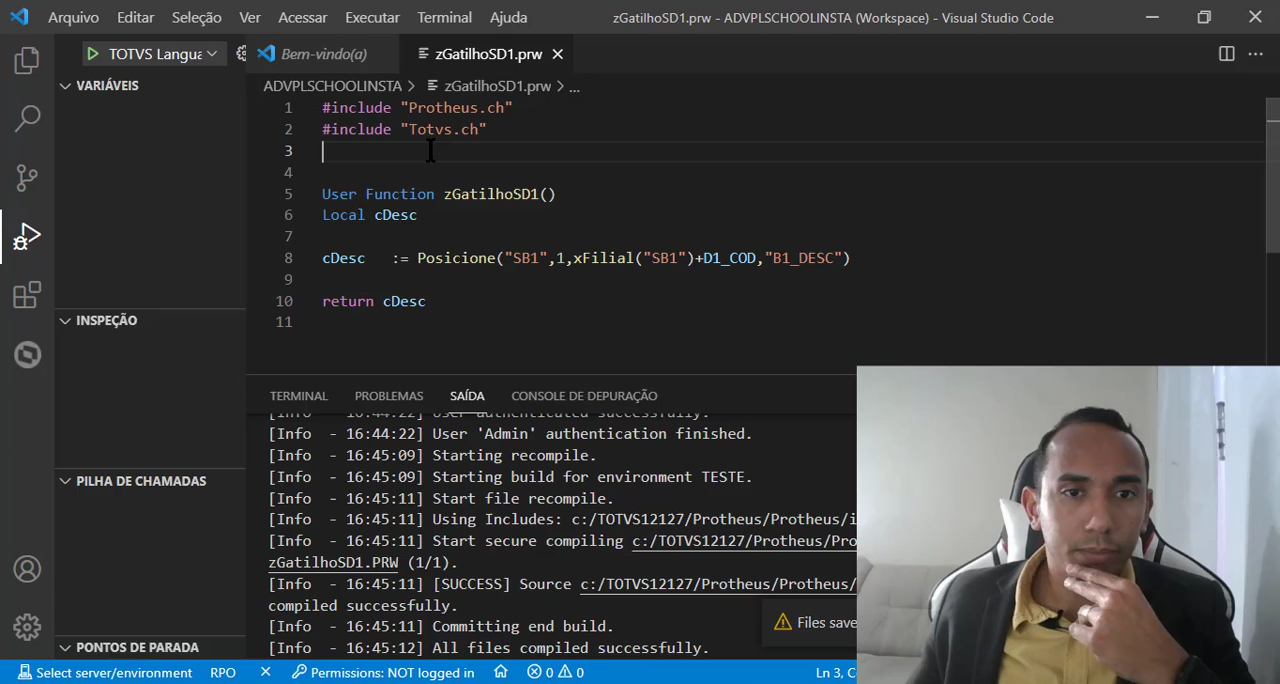 Arquivo Editar Seleção Ver Acessar Executar Terminal Ajuda zGatilhoSD1.prw - ADVPLSCHOOLINSTA (Workspace) - Visual Studio Code
TOTVS Langua Bem-vindo(a) zGatilhoSD1.prw
VARIÁVEIS
ADVPLSCHOOLINSTA > zGatilhoSD1.prw > ...
1 #include "Protheus.ch"
2 #include "Totvs.ch"
3
4
5 User Function zGatilhoSD1()
6 Local cDesc
7
8 cDesc := Posicione("SB1",1,xFilial("SB1")+D1_COD,"B1_DESC")
9
10 return cDesc
11
INSPEÇÃO
PILHA DE CHAMADAS
PONTOS DE PARADA
TERMINAL PROBLEMAS SAÍDA CONSOLE DE DEPURAÇÃO
[Info - 16:44:22] User authenticated successfully.
[Info - 16:44:22] User 'Admin' authentication finished.
[Info - 16:45:09] Starting recompile.
[Info - 16:45:09] Starting build for environment TESTE.
[Info - 16:45:11] Start file recompile.
[Info - 16:45:11] Using Includes: c:/TOTVS12127/Protheus/Protheus/i
[Info - 16:45:11] Start secure compiling c:/TOTVS12127/Protheus/Pro
zGatilhoSD1.PRW (1/1).
[Info - 16:45:11] [SUCCESS] Source c:/TOTVS12127/Protheus/Protheus/
compiled successfully.
[Info - 16:45:11] Committing end build.
[Info - 16:45:12] All files compiled successfully.
Files save
Select server/environment RPO Permissions: NOT logged in 0 0 Ln 3, C